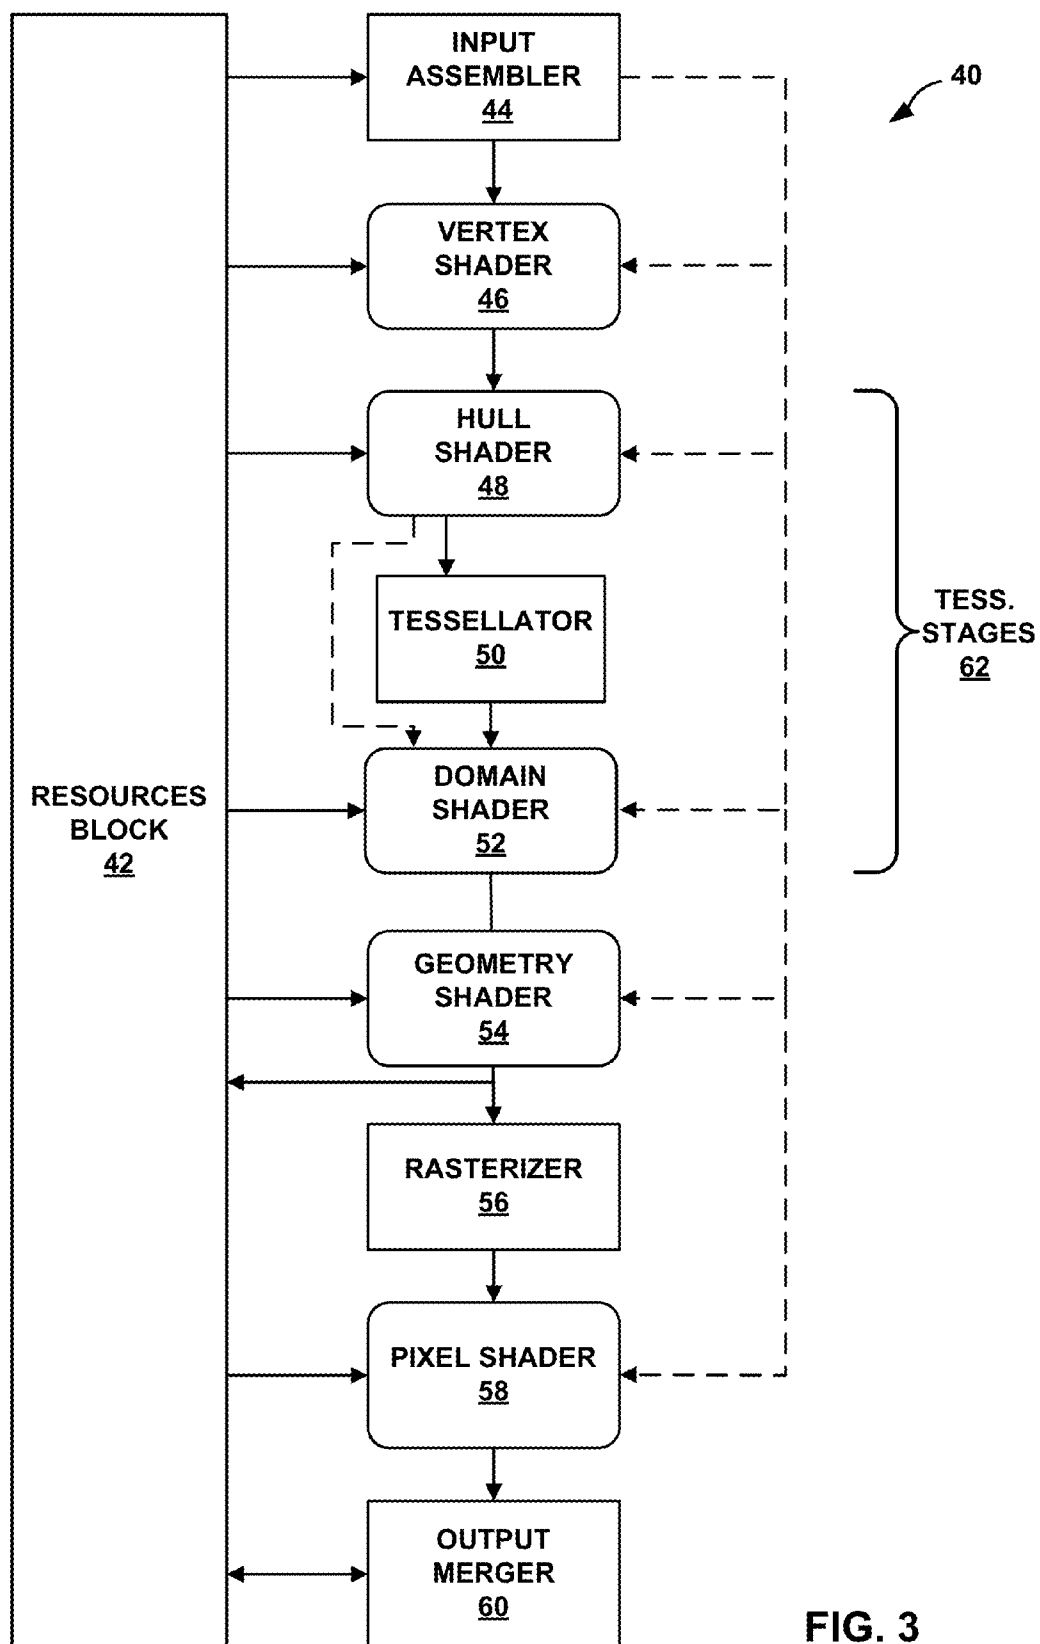 INPUT
ASSEMBLER
44
40
VERTEX
SHADER
46
HULL
SHADER
48
TESSELLATOR
50
TESS.
STAGES
62
RESOURCES
BLOCK
42
DOMAIN
SHADER
52
GEOMETRY
SHADER
54
RASTERIZER
56
PIXEL SHADER
58
OUTPUT
MERGER
60
FIG. 3